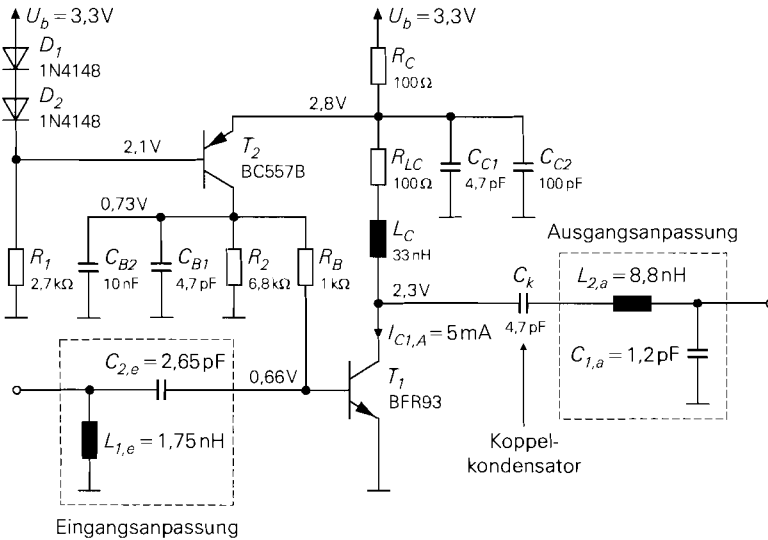 U_b = 3,3V
U_b = 3,3V
D_1
1N4148
D_2
1N4148
R_C
100Ω
2,8V
2,1V
T_2
BC557B
R_LC
100Ω
C_C1
4,7 pF
C_C2
100 pF
0,73V
R_1
2,7kΩ
C_B2
10 nF
C_B1
4,7 pF
R_2
6,8kΩ
R_B
1 kΩ
L_C
33 nH
Ausgangsanpassung
2,3V
C_k
4,7 pF
L_2,a = 8,8 nH
I_C1,A = 5 mA
C_1,a = 1,2 pF
C_2,e = 2,65 pF
0,66V
T_1
BFR93
L_1,e = 1,75 nH
Koppel-
kondensator
Eingangsanpassung